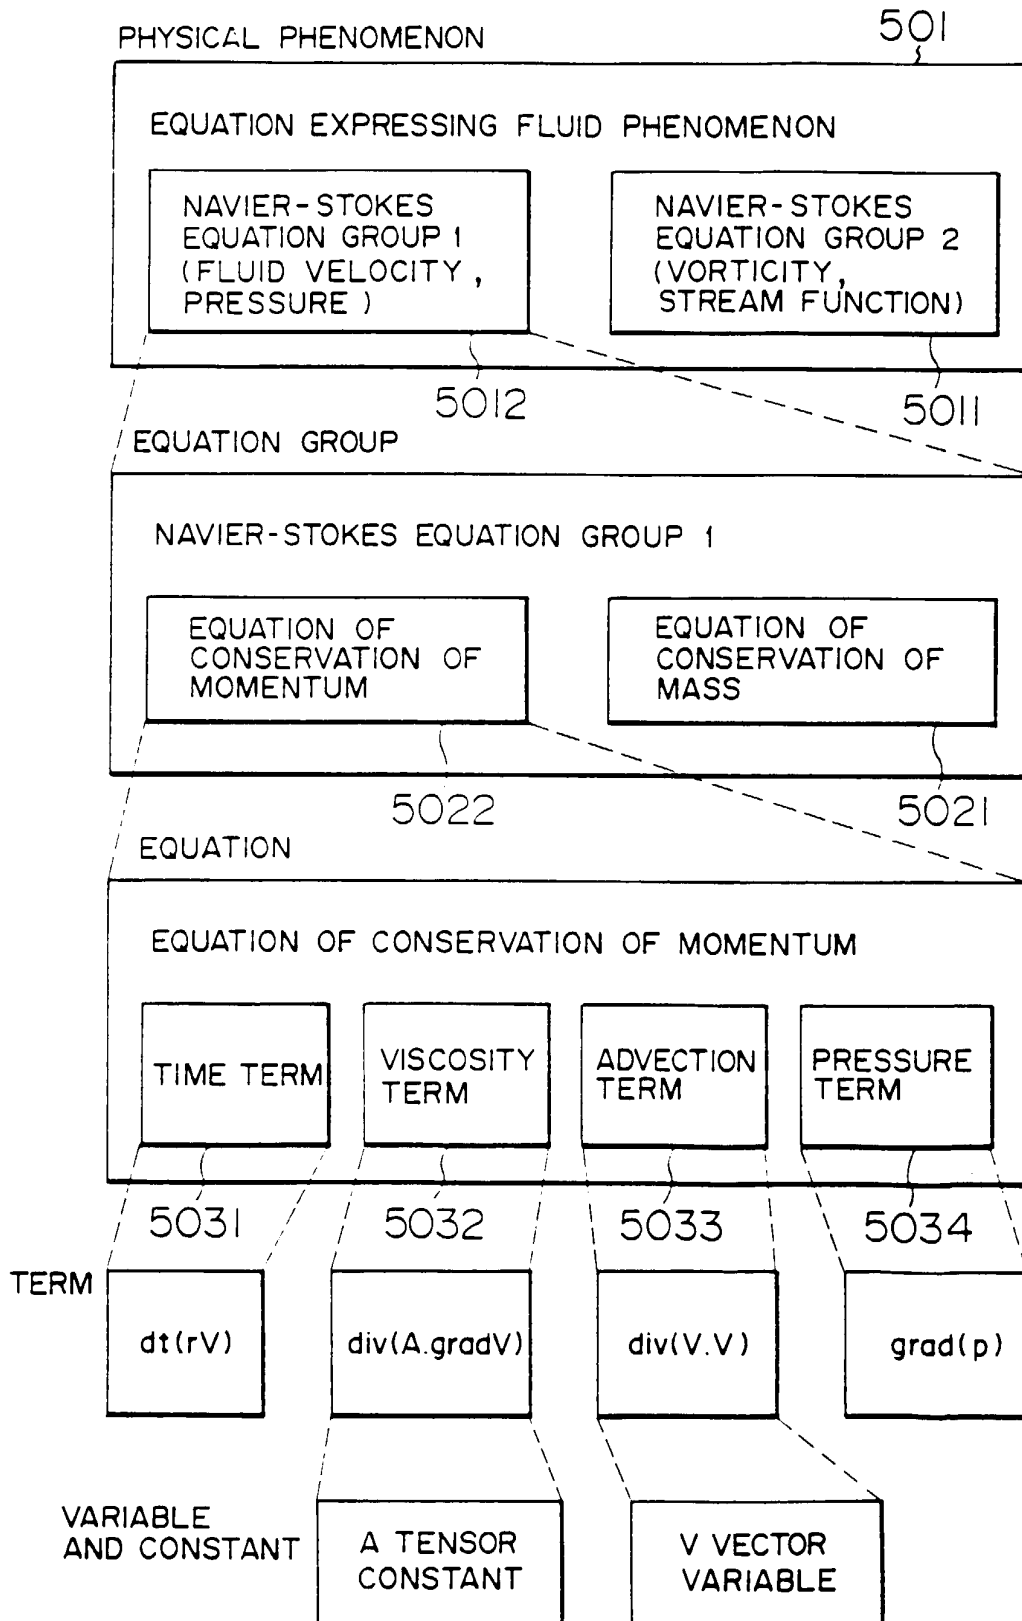 PHYSICAL PHENOMENON
501
EQUATION EXPRESSING FLUID PHENOMENON
NAVIER-STOKES
EQUATION GROUP 1
(FLUID VELOCITY,
PRESSURE)
NAVIER-STOKES
EQUATION GROUP 2
(VORTICITY,
STREAM FUNCTION)
5012
5011
EQUATION GROUP
NAVIER-STOKES EQUATION GROUP 1
EQUATION OF
CONSERVATION OF
MOMENTUM
EQUATION OF
CONSERVATION OF
MASS
5022
5021
EQUATION
EQUATION OF CONSERVATION OF MOMENTUM
TIME TERM
VISCOSITY
TERM
ADVECTION
TERM
PRESSURE
TERM
5031
5032
5033
5034
TERM
dt(rV)
div(A.gradV)
div(V.V)
grad(p)
VARIABLE
AND CONSTANT
A TENSOR
CONSTANT
V VECTOR
VARIABLE